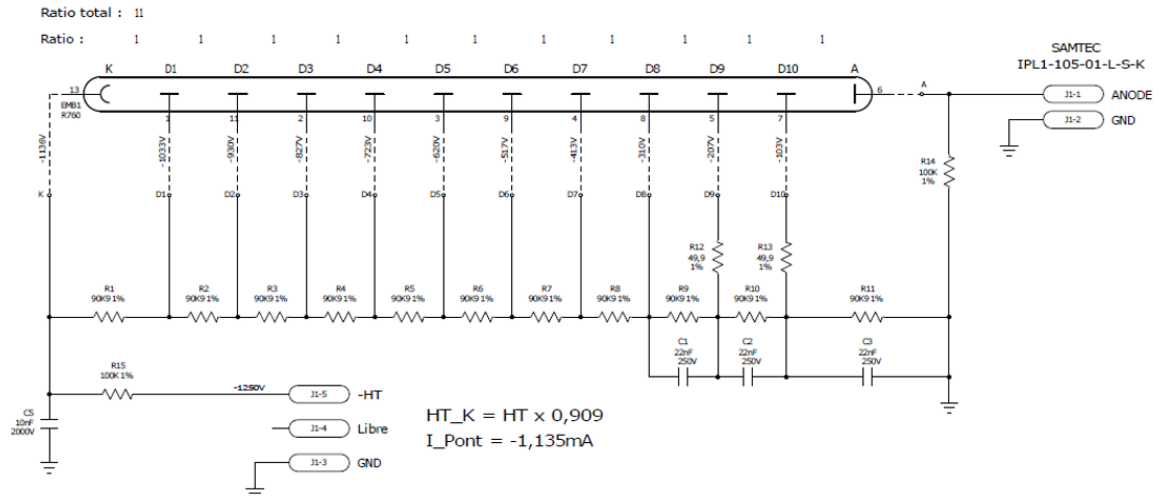 Ratio total : 11
Ratio : 1 1 1 1 1 1 1 1 1 1 1
SAMTEC
IPL1-105-01-L-S-K
K D1 D2 D3 D4 D5 D6 D7 D8 D9 D10 A
13 6 A
J1-1 ANODE
EMB1
R760
1 11 2 10 3 9 4 8 5 7
J1-2 GND
-1136V -1033V -930V -827V -723V -620V -517V -413V -310V -207V -103V
R14
100K
1%
K D1 D2 D3 D4 D5 D6 D7 D8 D9 D10
R12 R13
49,9 49,9
1% 1%
R1 R2 R3 R4 R5 R6 R7 R8 R9 R10 R11
90K9 1% 90K9 1% 90K9 1% 90K9 1% 90K9 1% 90K9 1% 90K9 1% 90K9 1% 90K9 1% 90K9 1% 90K9 1%
C1 C2 C3
22nF 22nF 22nF
250V 250V 250V
R15
100K 1%
-1250V J1-5 -HT
C5
10nF
2000V
HT_K = HT x 0,909
J1-4 Libre
I_Pont = -1,135mA
J1-3 GND